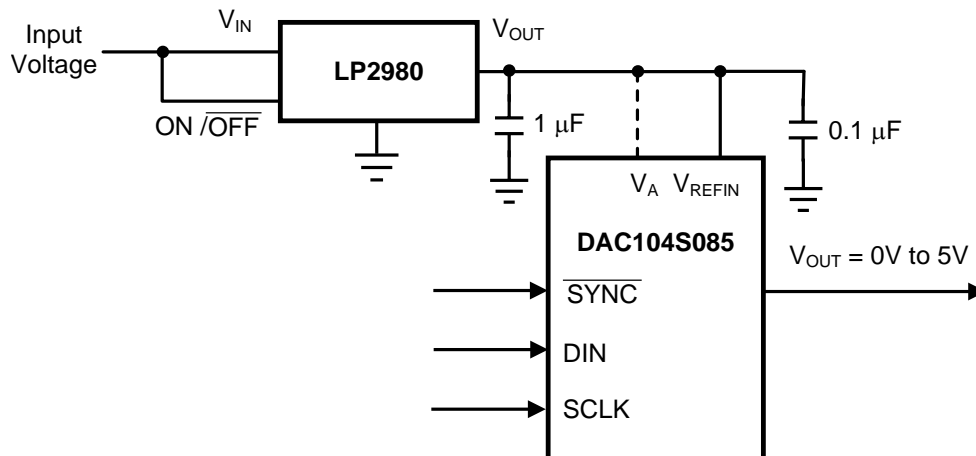 Input
Voltage
V_IN
LP2980
V_OUT
ON /OFF
1 μF
0.1 μF
V_A V_REFIN
DAC104S085
V_OUT = 0V to 5V
SYNC
DIN
SCLK